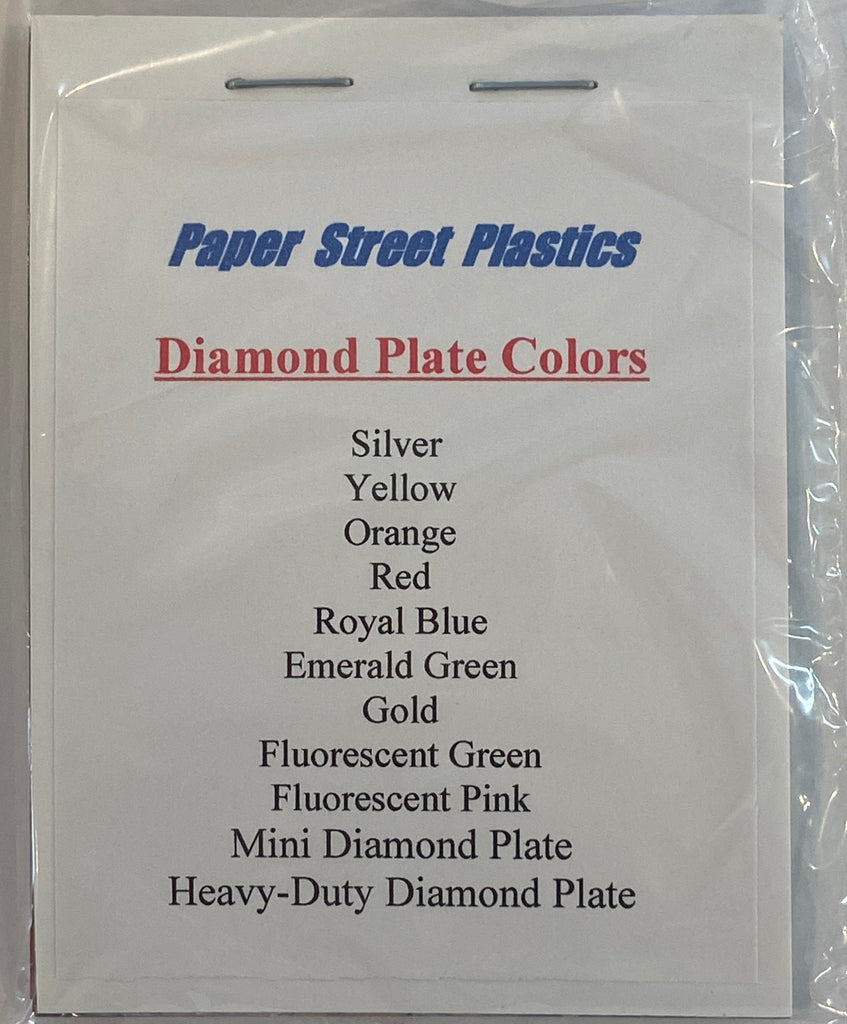 Paper Street Plastics
Diamond Plate Colors
Silver
Yellow
Orange
Red
Royal Blue
Emerald Green
Gold
Fluorescent Green
Fluorescent Pink
Mini Diamond Plate
Heavy-Duty Diamond Plate